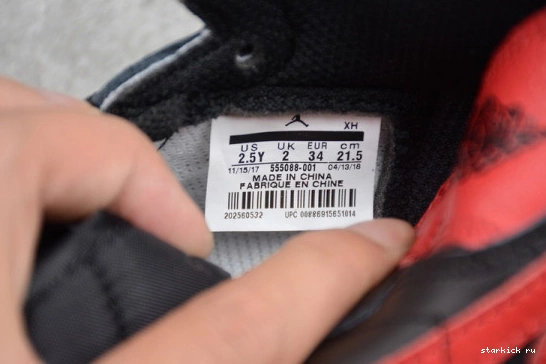 XH
US UK EUR cm
2.5Y 2 34 21.5
11/15/17 555088-001 04/13/18
MADE IN CHINA
FABRIQUE EN CHINE
202560532 UPC 00886915651014
starkick ru